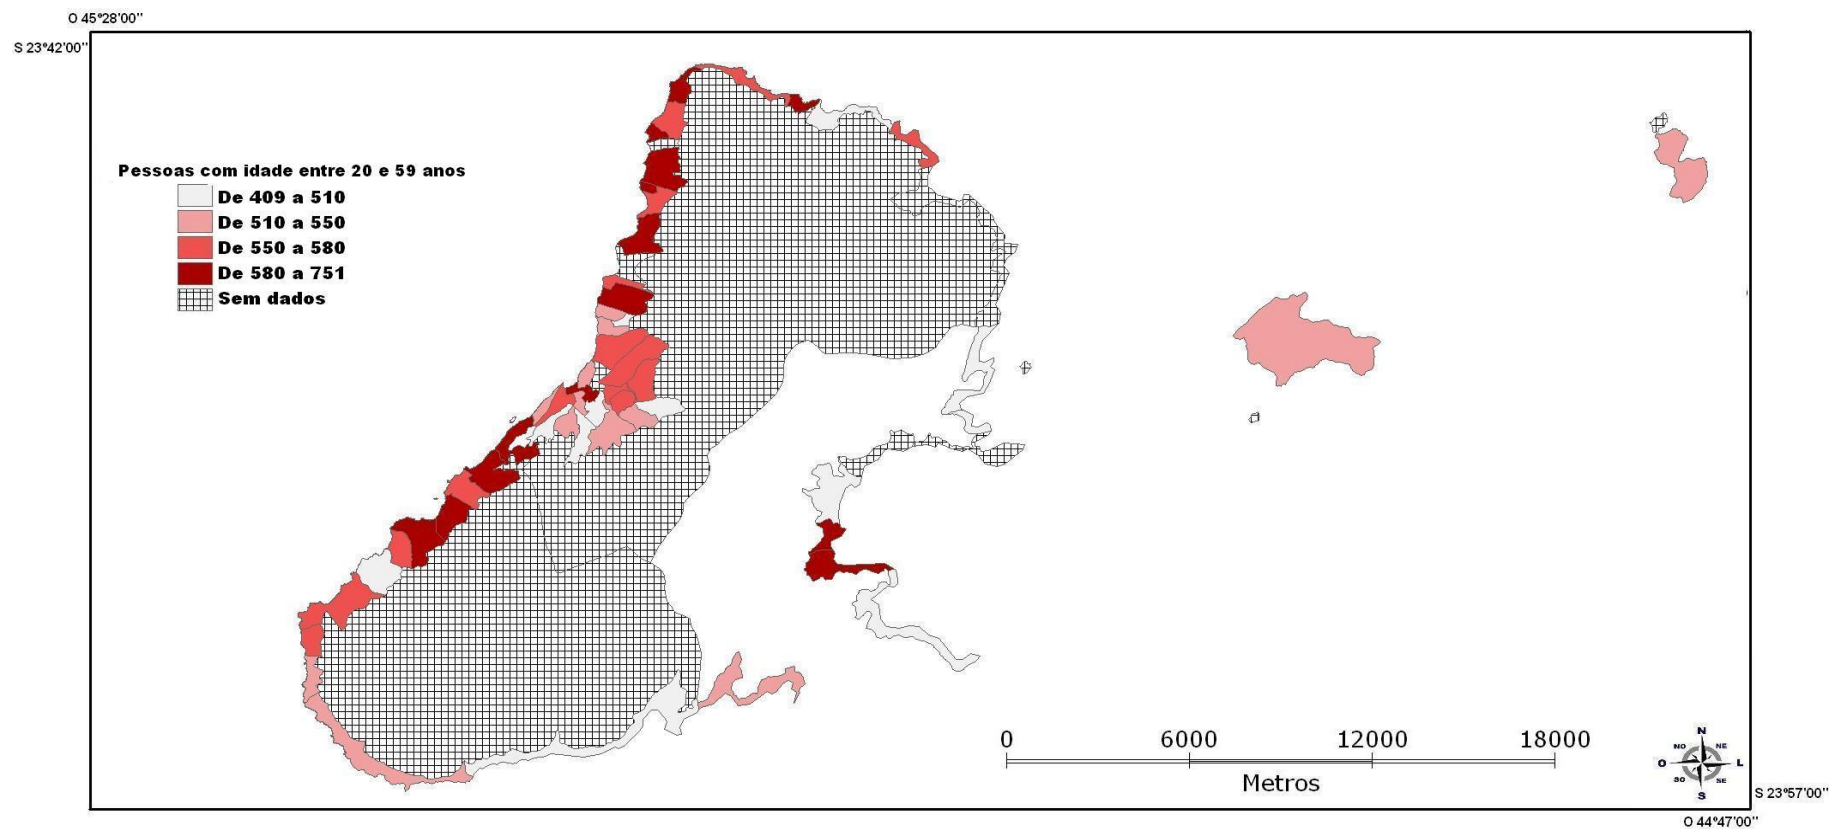 O 45°28'00''
S 23°42'00''
Pessoas com idade entre 20 e 59 anos
De 409 a 510
De 510 a 550
De 550 a 580
De 580 a 751
Sem dados
0 6000 12000 18000
Metros
N
NO NE
O L
SO SE
S
S 23°57'00''
O 44°47'00''